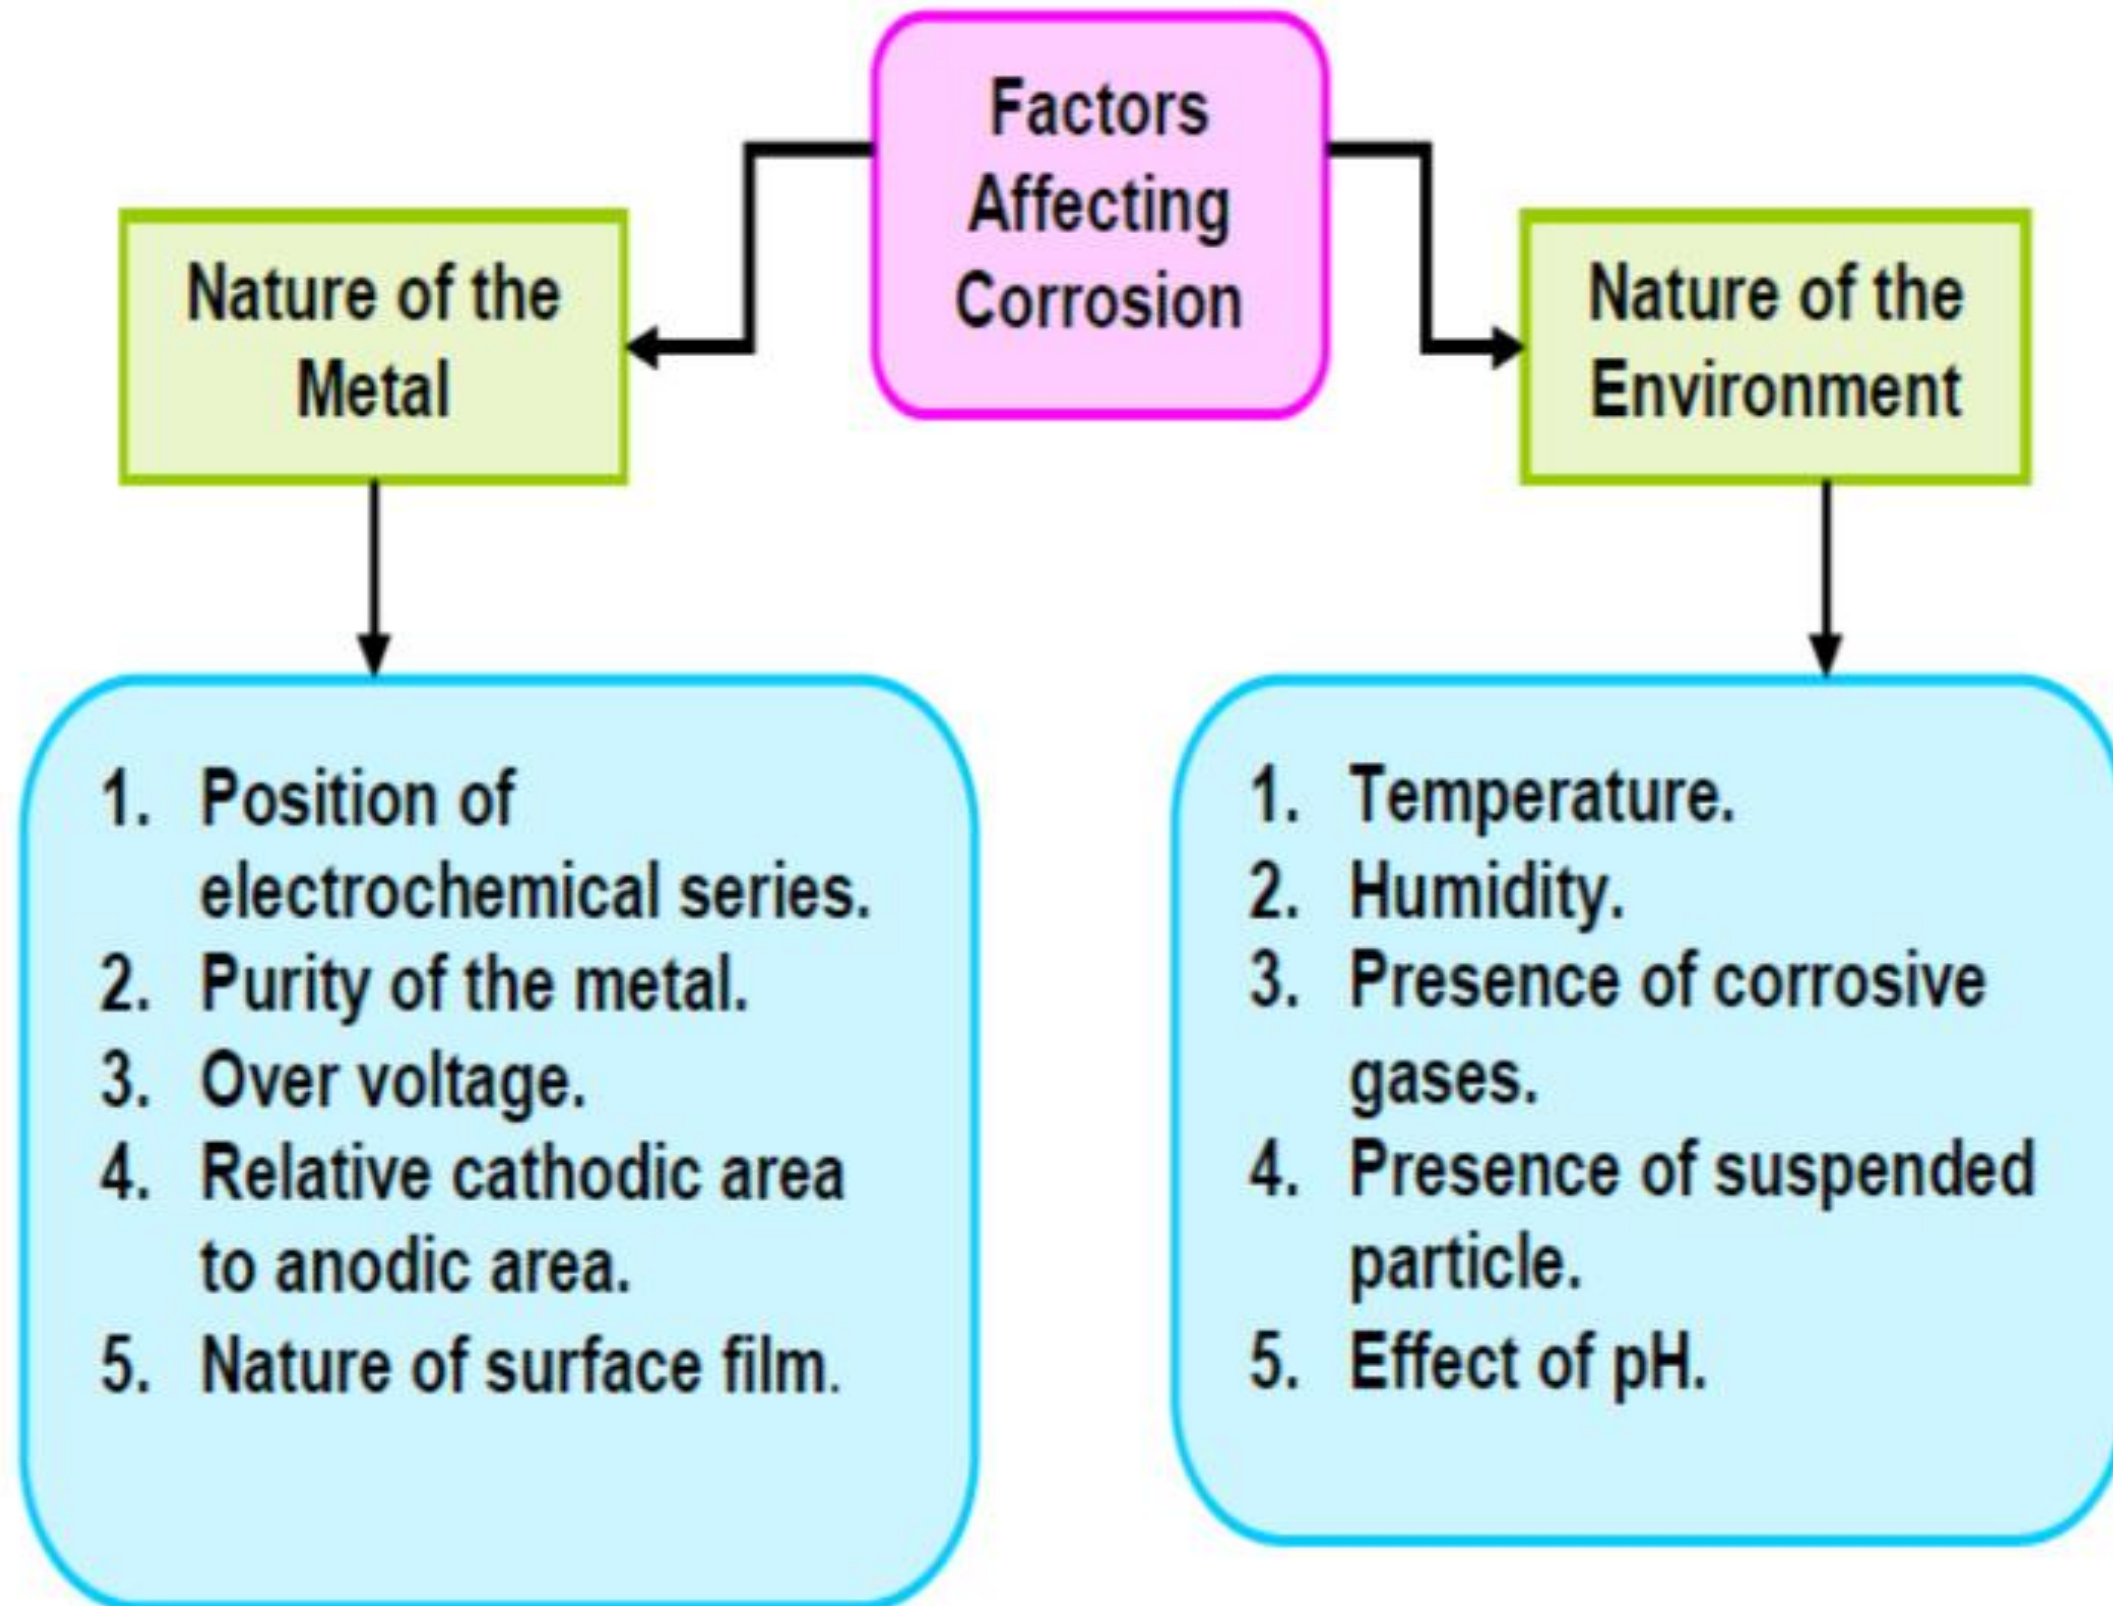 Factors
Affecting
Corrosion
Nature of the
Metal
Nature of the
Environment
1. Position of
electrochemical series.
2. Purity of the metal.
3. Over voltage.
4. Relative cathodic area
to anodic area.
5. Nature of surface film.
1. Temperature.
2. Humidity.
3. Presence of corrosive
gases.
4. Presence of suspended
particle.
5. Effect of pH.